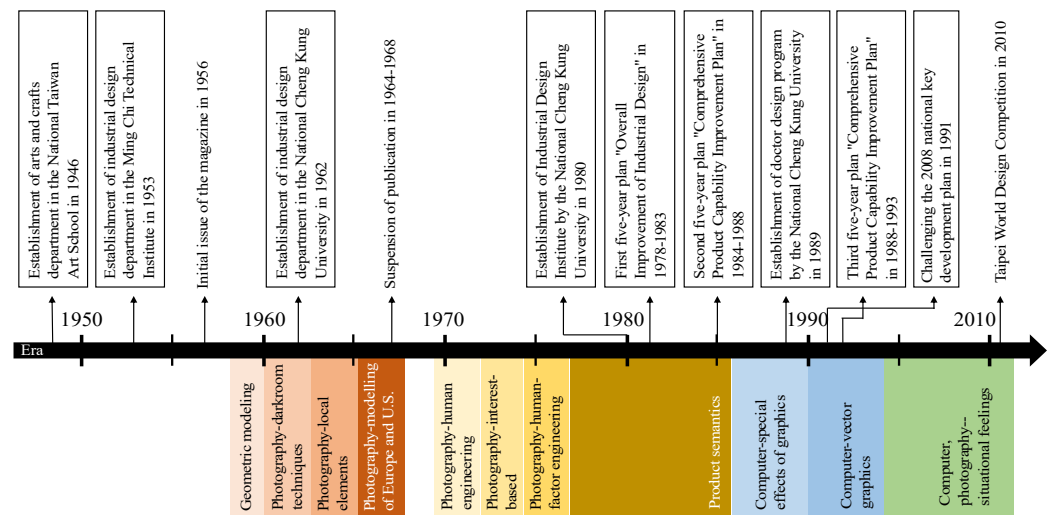 Establishment of arts and crafts
department in the National Taiwan
Art School in 1946
Establishment of industrial design
department in the Ming Chi Technical
Institute in 1953
Initial issue of the magazine in 1956
Establishment of industrial design
department in the National Cheng Kung
University in 1962
Suspension of publication in 1964-1968
Establishment of Industrial Design
Institute by the National Cheng Kung
University in 1980
First five-year plan "Overall
Improvement of Industrial Design" in
1978-1983
Second five-year plan "Comprehensive
Product Capability Improvement Plan" in
1984-1988
Establishment of doctor design program
by the National Cheng Kung University
in 1989
Third five-year plan "Comprehensive
Product Capability Improvement Plan"
in 1988-1993
Challenging the 2008 national key
development plan in 1991
Taipei World Design Competition in 2010
1950
1960
1970
1980
1990
2010
Era
Geometric modeling
Photography-darkroom
techniques
Photography-local
elements
Photography-modelling
of Europe and U.S.
Photography-human
engineering
Photography-interest-
based
Photography-human-
factor engineering
Product semantics
Computer-special
effects of graphics
Computer-vector
graphics
Computer,
photography--
situational feelings